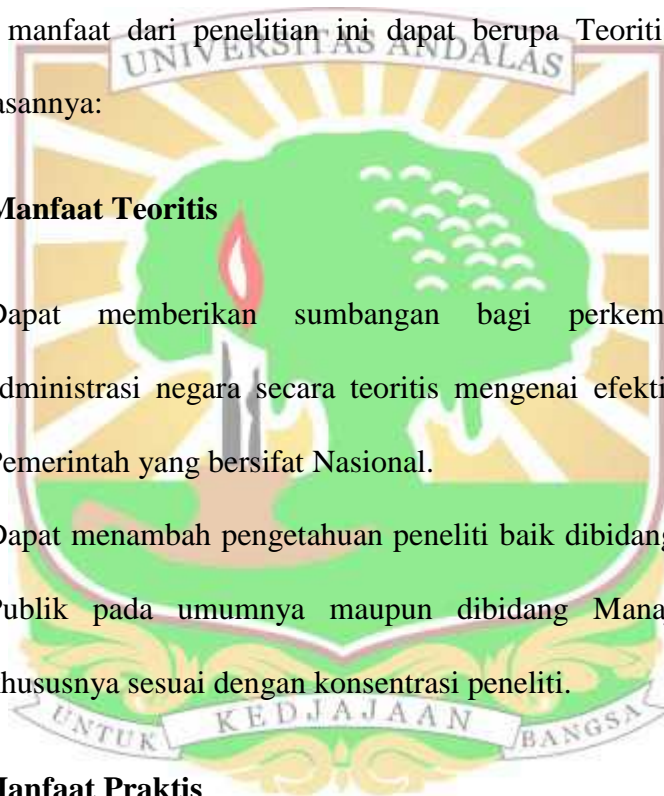 manfaat dari penelitian ini dapat berupa Teoriti
UNIVERSITAS ANDALAS
asannya:
Manfaat Teoritis
Dapat memberikan sumbangan bagi perkem
administrasi negara secara teoritis mengenai efekti
Pemerintah yang bersifat Nasional.
Dapat menambah pengetahuan peneliti baik dibidang
Publik pada umumnya maupun dibidang Mana
khususnya sesuai dengan konsentrasi peneliti.
UNTUK KEDJAJAAN BANGSA
Manfaat Praktis